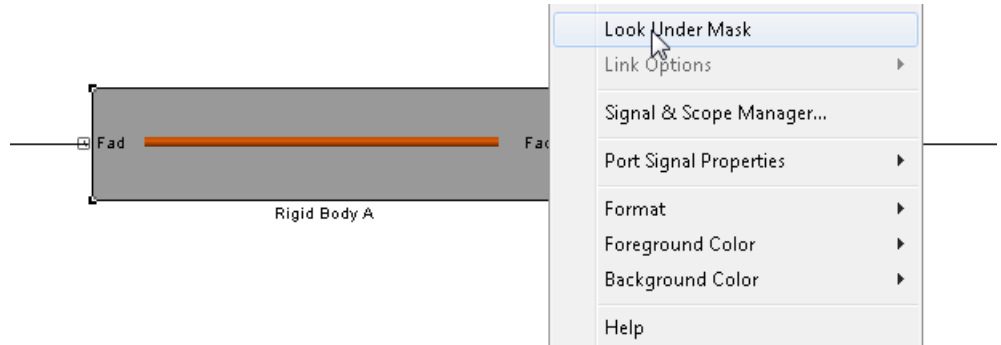 Look Under Mask
Link Options
Signal & Scope Manager...
Port Signal Properties
Format
Foreground Color
Background Color
Help
Fad
Rigid Body A